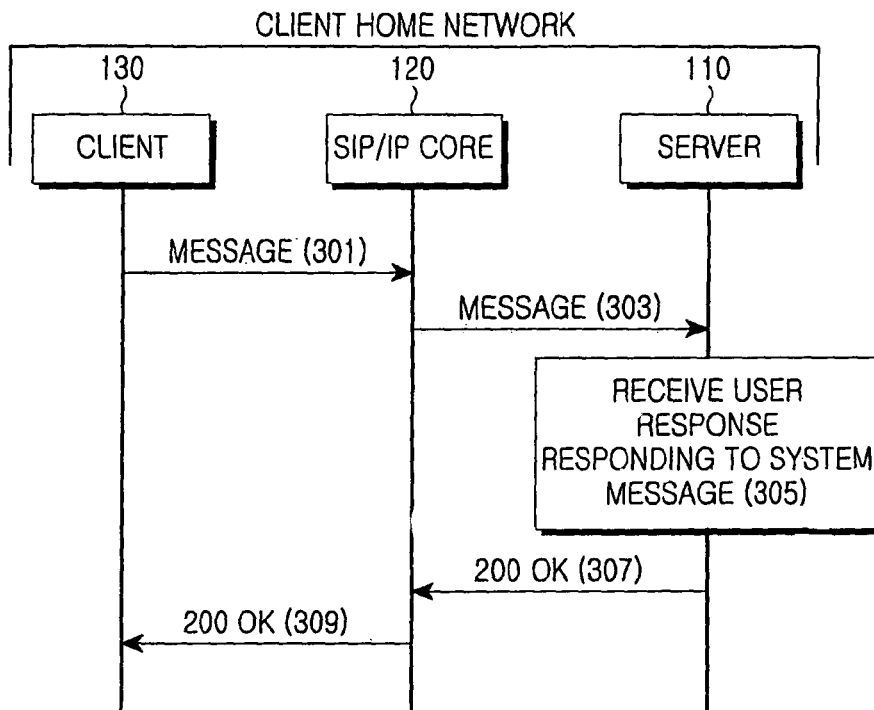 CLIENT HOME NETWORK
130
120
110
CLIENT
SIP/IP CORE
SERVER
MESSAGE (301)
MESSAGE (303)
RECEIVE USER
RESPONSE
RESPONDING TO SYSTEM
MESSAGE (305)
200 OK (307)
200 OK (309)